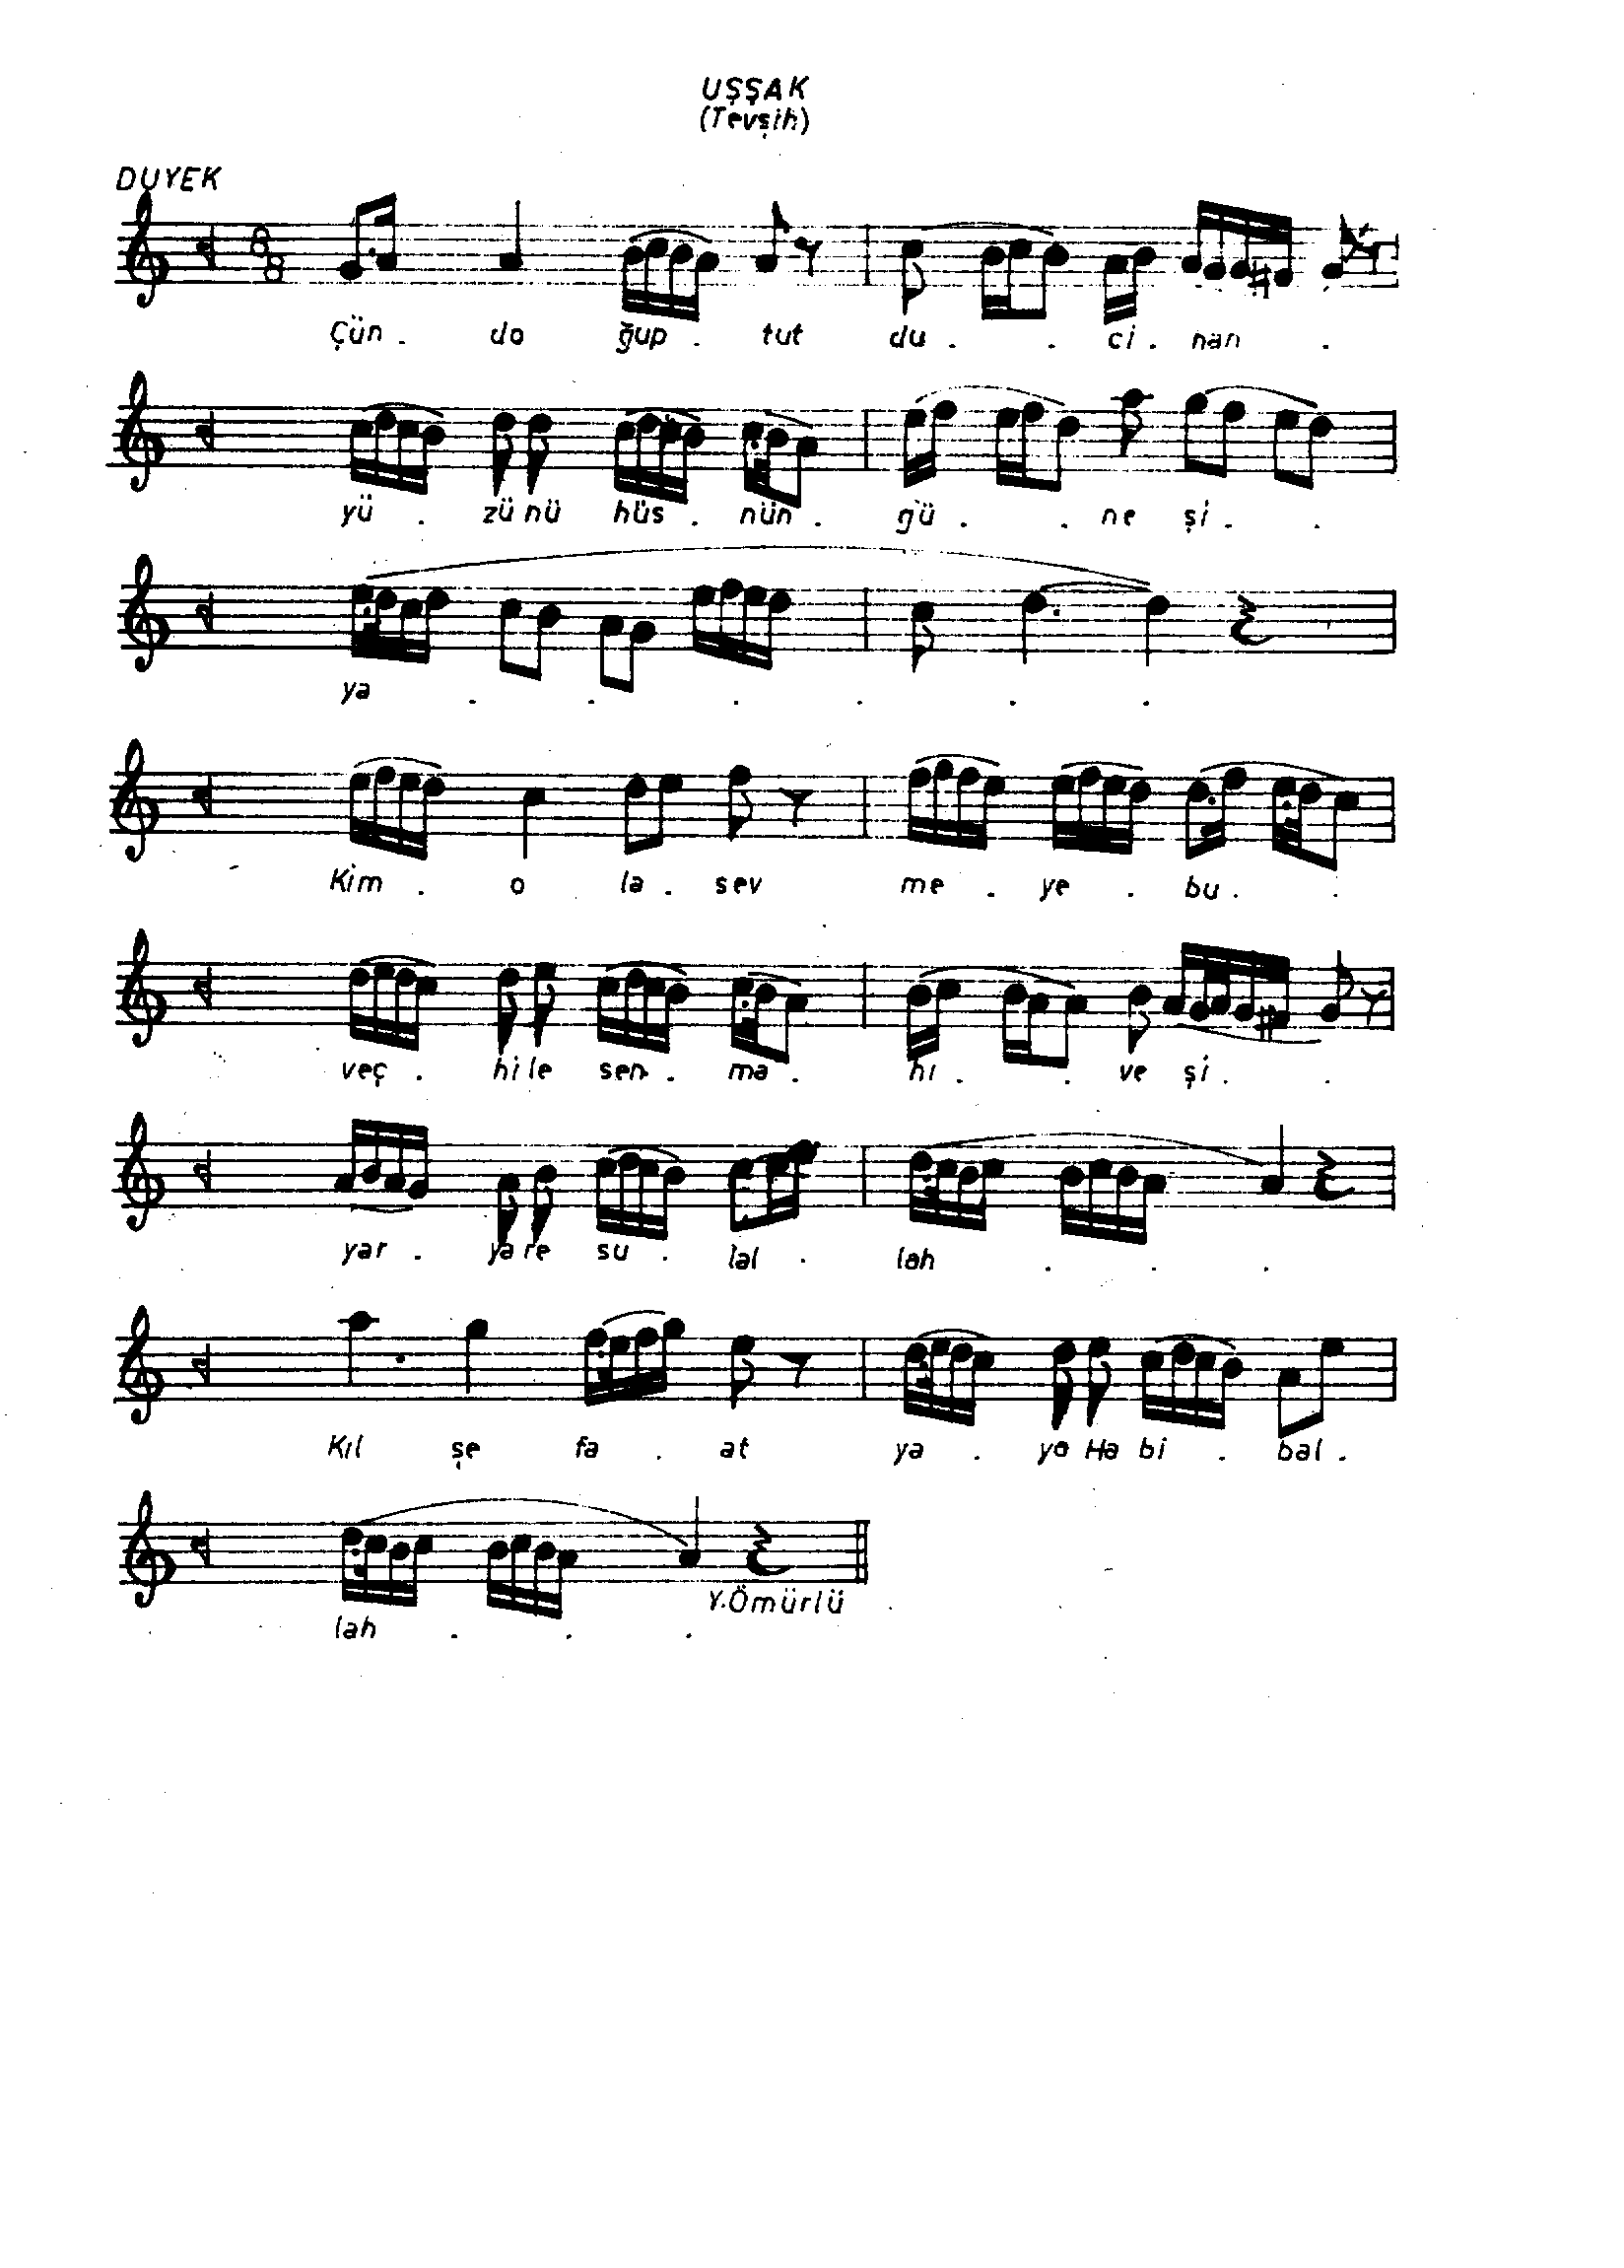 UŞŞAK
(Tevşih)
DUYEK
8
8
Çün . do ğup . tut du . . ci . nan .
yü . zü nü hüs . nün . gü . . ne şi . .
ya . . . . . .
Kim . o la . sev me . ye . bu . .
veç . hi le sen . ma . hı . . ve şi . .
yar . ya re su . lal . lah . . .
Kıl şe fa . at ya . ya Ha bi . bal .
Y.Ömürlü
lah . . .